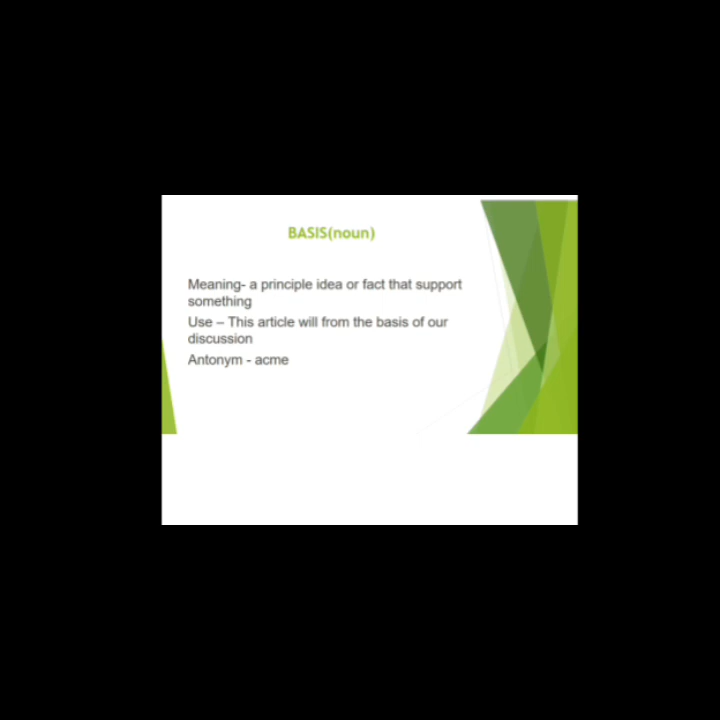 BASIS(noun)
Meaning- a principle idea or fact that support
something
Use – This article will from the basis of our
discussion
Antonym - acme